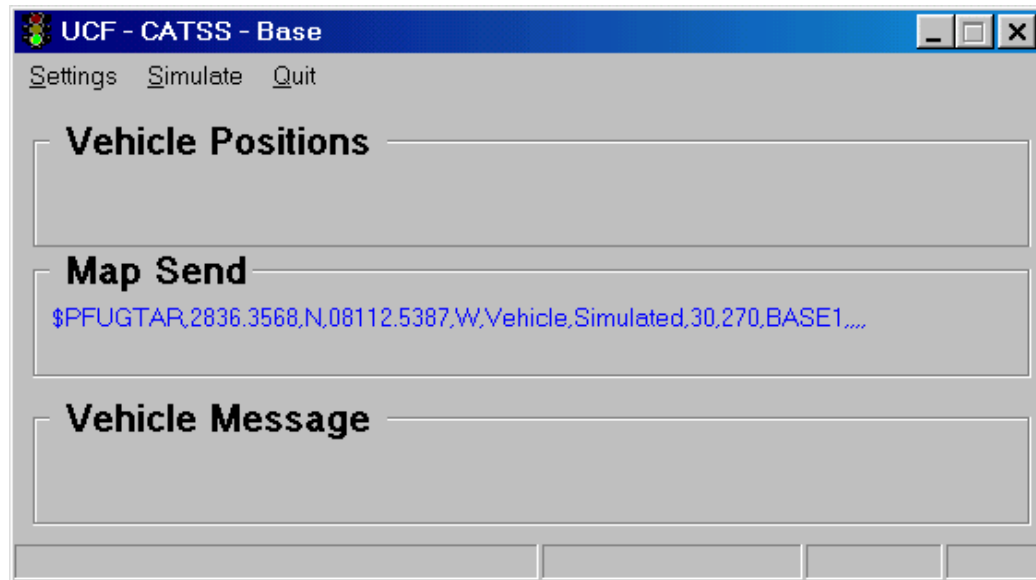 UCF - CATSS - Base
Settings Simulate Quit
Vehicle Positions
Map Send
$PFUGTAR,2836.3568,N,08112.5387,W,Vehicle,Simulated,30,270,BASE1,,,,
Vehicle Message